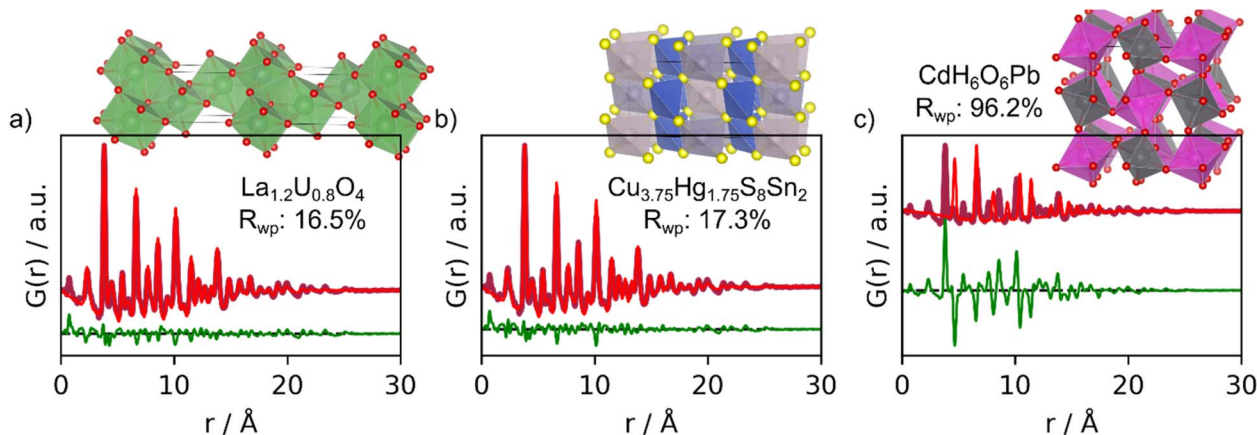 a)
La1.2U0.8O4
Rwp: 16.5%
G(r) / a.u.
0 10 20 30
r / Å
b)
Cu3.75Hg1.75S8Sn2
Rwp: 17.3%
G(r) / a.u.
0 10 20 30
r / Å
c)
CdH6O6Pb
Rwp: 96.2%
G(r) / a.u.
0 10 20 30
r / Å